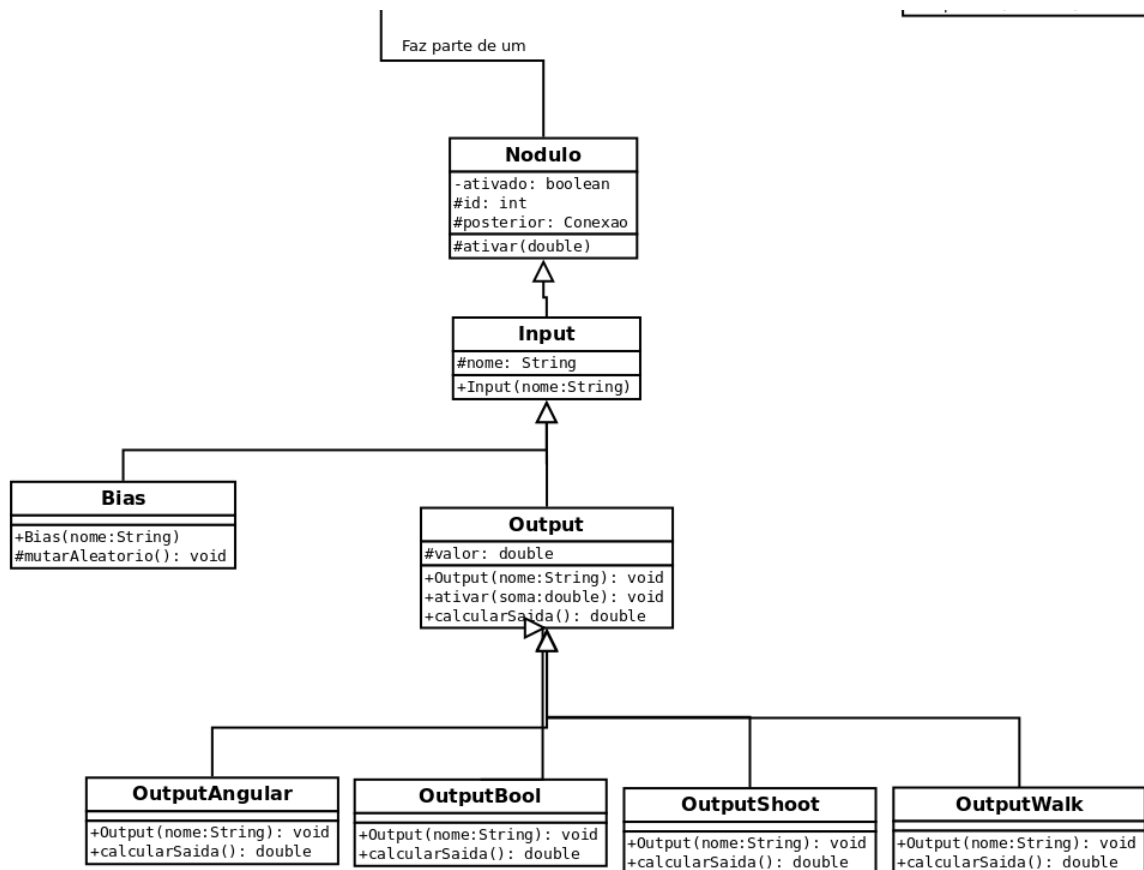 Faz parte de um
Nodulo
-ativado: boolean
#id: int
#posterior: Conexao
#ativar(double)
Input
#nome: String
+Input(nome:String)
Bias
+Bias(nome:String)
#mutarAleatorio(): void
Output
#valor: double
+Output(nome:String): void
+ativar(soma:double): void
+calcularSaida(): double
OutputAngular
+Output(nome:String): void
+calcularSaida(): double
OutputBool
+Output(nome:String): void
+calcularSaida(): double
OutputShoot
+Output(nome:String): void
+calcularSaida(): double
OutputWalk
+Output(nome:String): void
+calcularSaida(): double